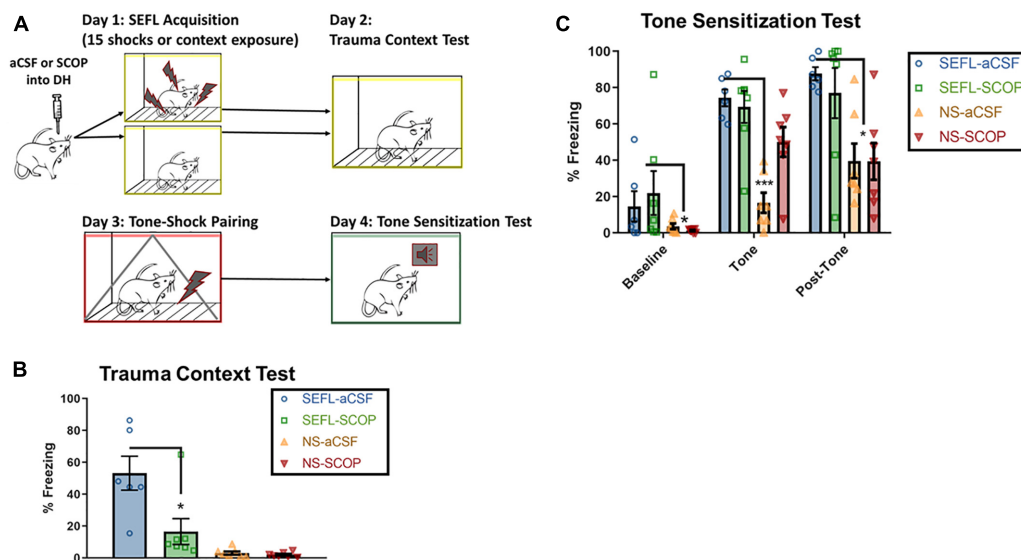 A
Day 1: SEFL Acquisition
(15 shocks or context exposure)
Day 2:
Trauma Context Test
aCSF or SCOP
into DH
Day 3: Tone-Shock Pairing
Day 4: Tone Sensitization Test
B
Trauma Context Test
% Freezing
100
80
60
40
20
0
*
SEFL-aCSF
SEFL-SCOP
NS-aCSF
NS-SCOP
C
Tone Sensitization Test
% Freezing
100
80
60
40
20
0
*
***
*
Baseline
Tone
Post-Tone
SEFL-aCSF
SEFL-SCOP
NS-aCSF
NS-SCOP